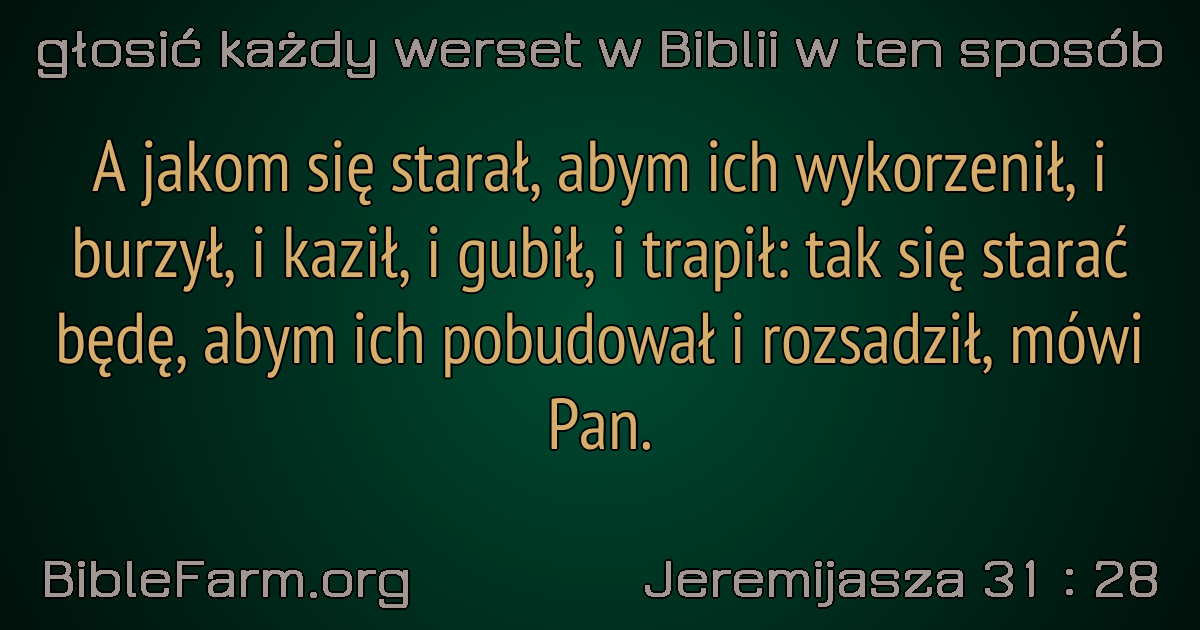 głosić każdy werset w Biblii w ten sposób
A jakom się starał, abym ich wykorzenił, i
burzył, i kaził, i gubił, i trapił: tak się starać
będę, abym ich pobudował i rozsadził, mówi
Pan.
BibleFarm.org
Jeremijasza 31 : 28